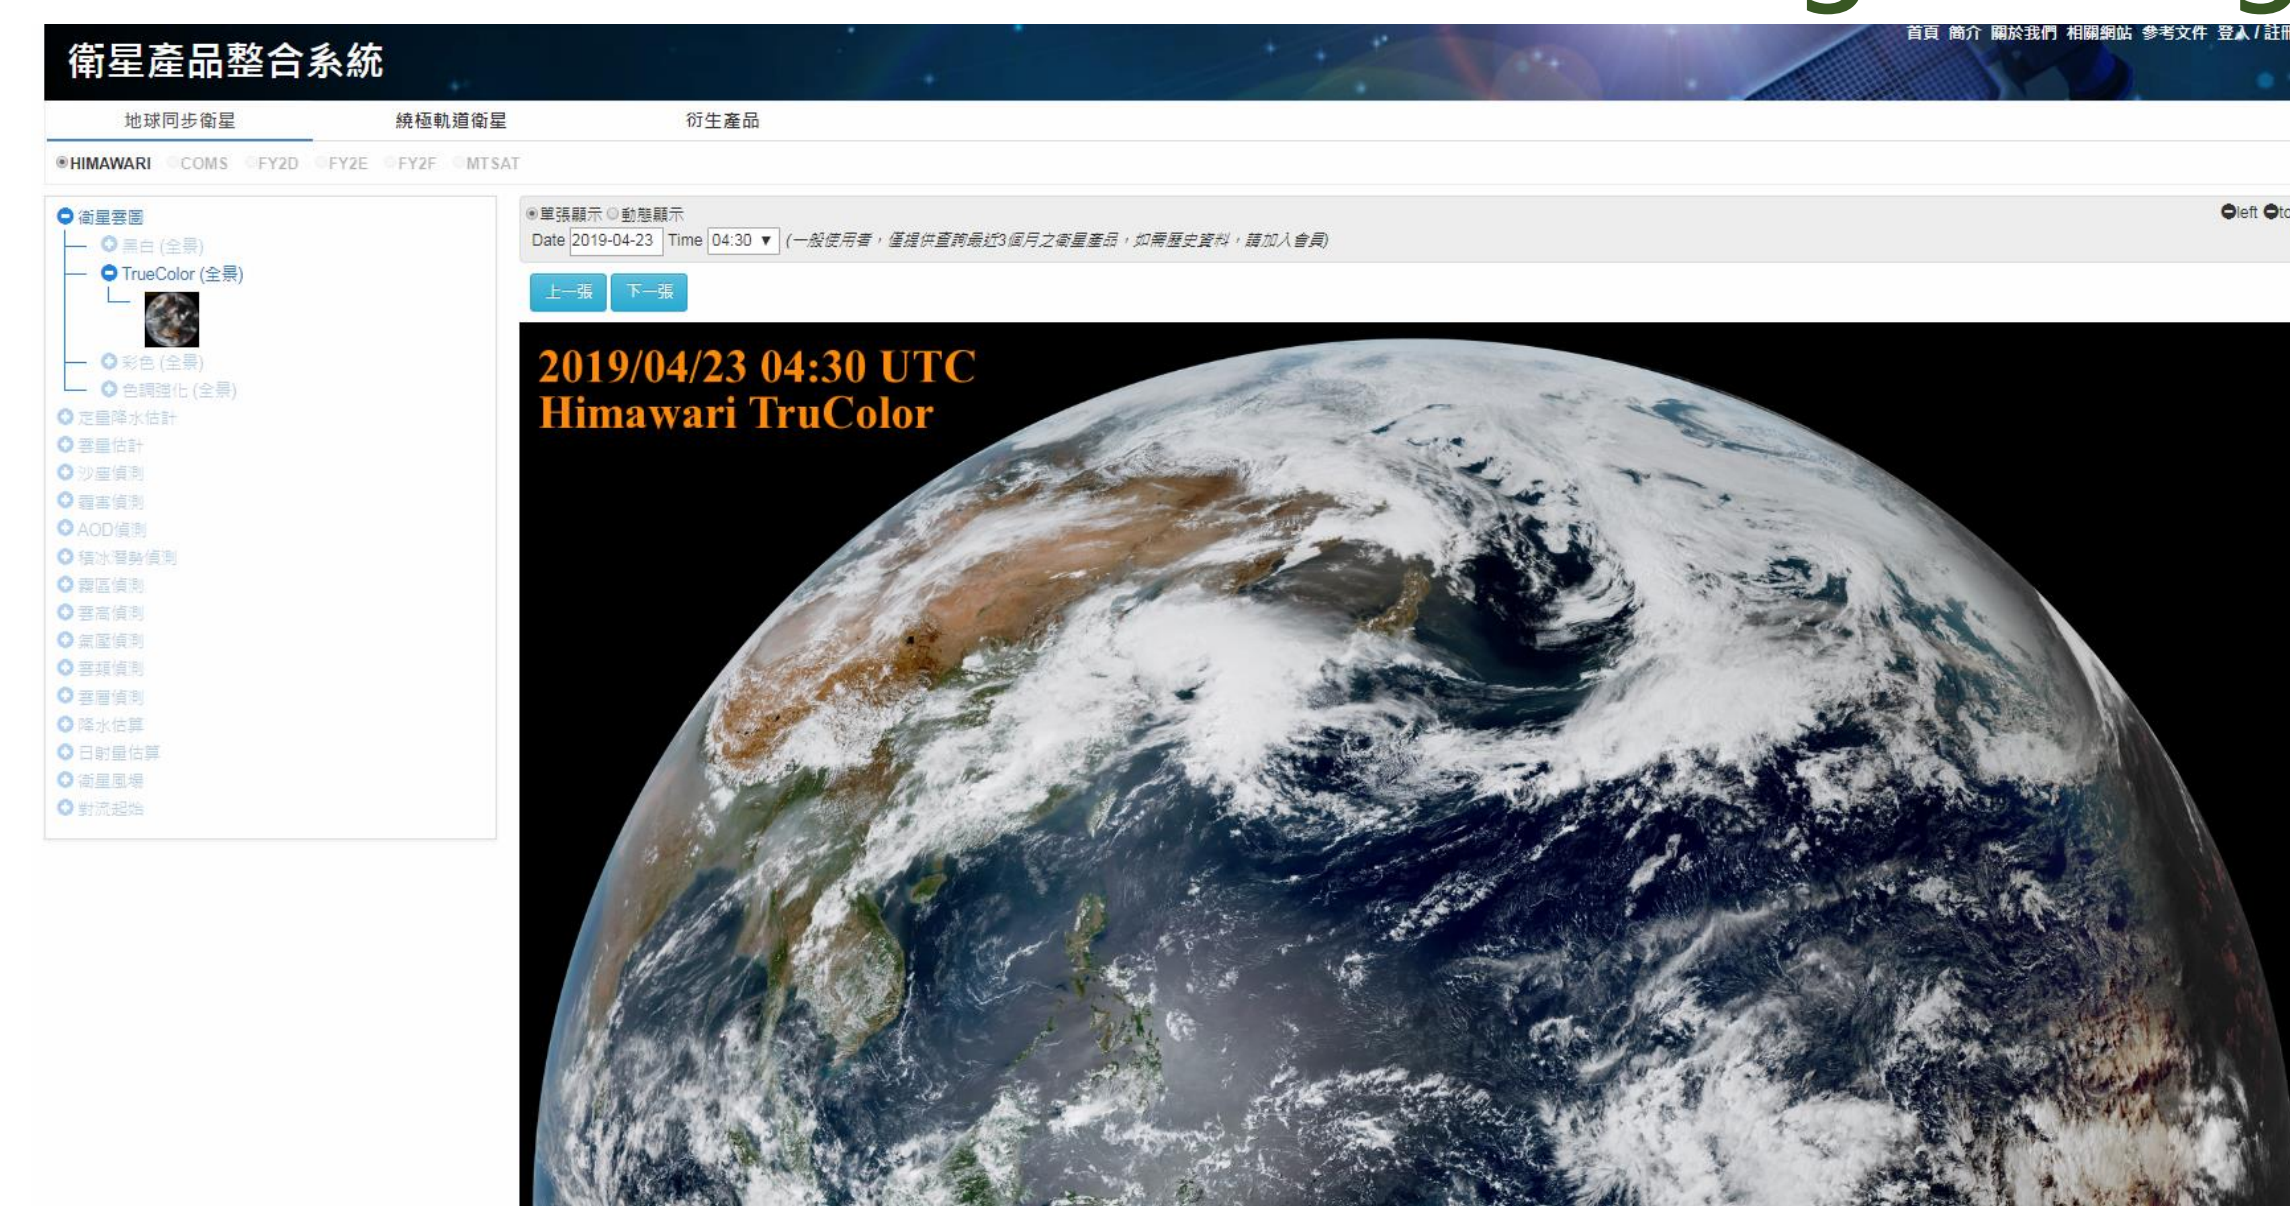 首頁 簡介 關於我們 相關網站 參考文件 登入 / 註冊
衛星產品整合系統
地球同步衛星 繞極軌道衛星 衍生產品
HIMAWARI COMS FY2D FY2E FY2F MTSAT
衛星雲圖
黑白 (全景)
TrueColor (全景)
彩色 (全景)
色調強化 (全景)
定量降水估計
雲量估計
沙塵偵測
霾害偵測
AOD偵測
積冰潛勢偵測
霧區偵測
雲高偵測
氣壓偵測
雲類偵測
雲層偵測
降水估算
日射量估算
衛星風場
對流起始
單張顯示 動態顯示
left
Date 2019-04-23 Time 04:30 (一般使用者，僅提供查詢最近3個月之衛星產品，如需歷史資料，請加入會員)
上一張 下一張
2019/04/23 04:30 UTC
Himawari TruColor